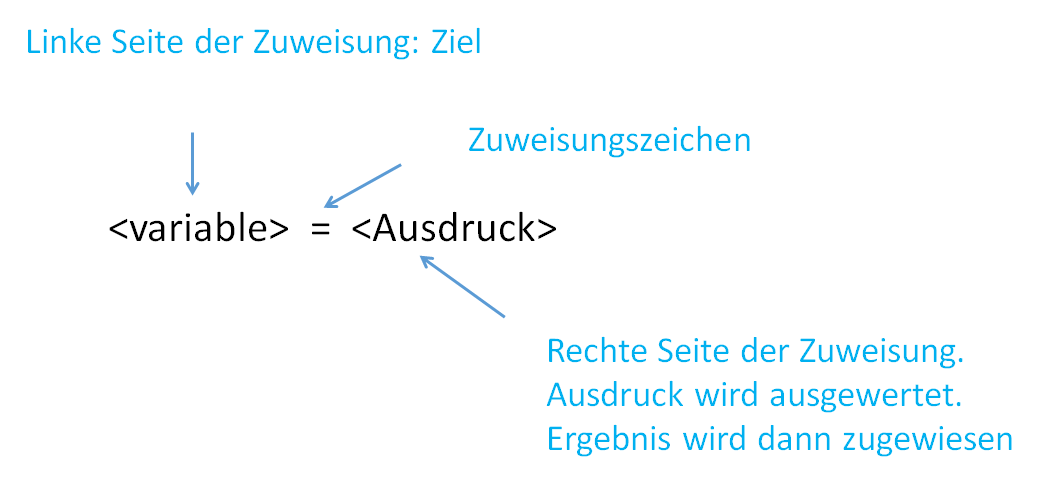 Linke Seite der Zuweisung: Ziel
Zuweisungszeichen
<variable> = <Ausdruck>
Rechte Seite der Zuweisung.
Ausdruck wird ausgewertet.
Ergebnis wird dann zugewiesen